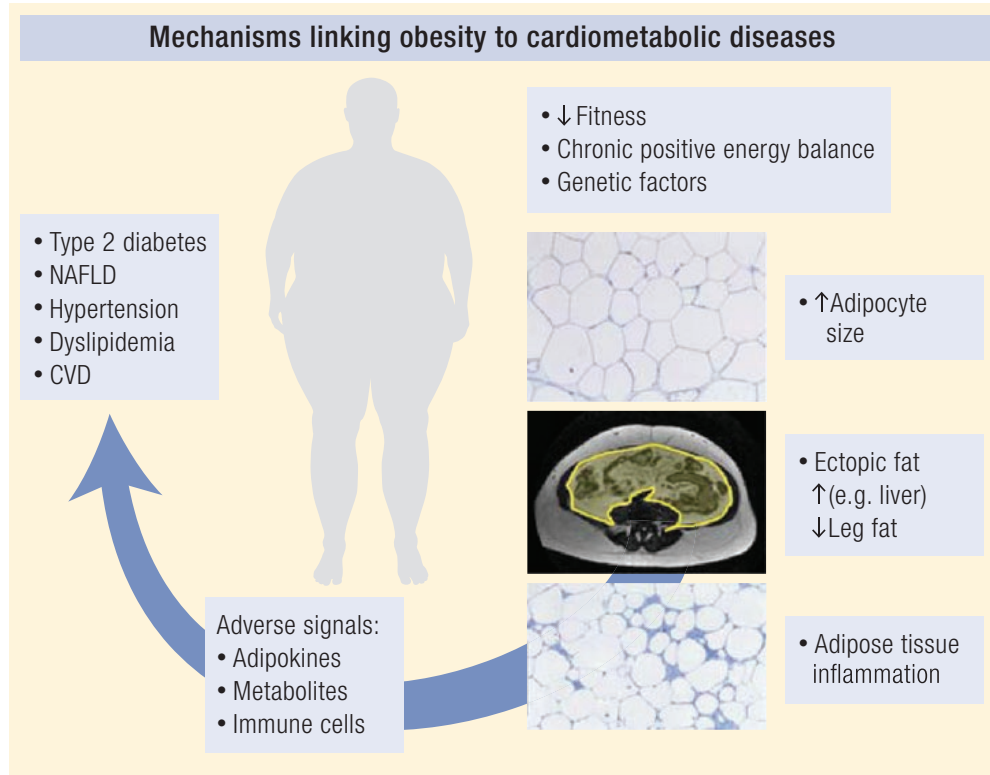 Mechanisms linking obesity to cardiometabolic diseases
• ↓ Fitness
• Chronic positive energy balance
• Genetic factors
• Type 2 diabetes
• NAFLD
• Hypertension
• Dyslipidemia
• CVD
• ↑Adipocyte
size
• Ectopic fat
↑(e.g. liver)
↓Leg fat
• Adipose tissue
inflammation
Adverse signals:
• Adipokines
• Metabolites
• Immune cells